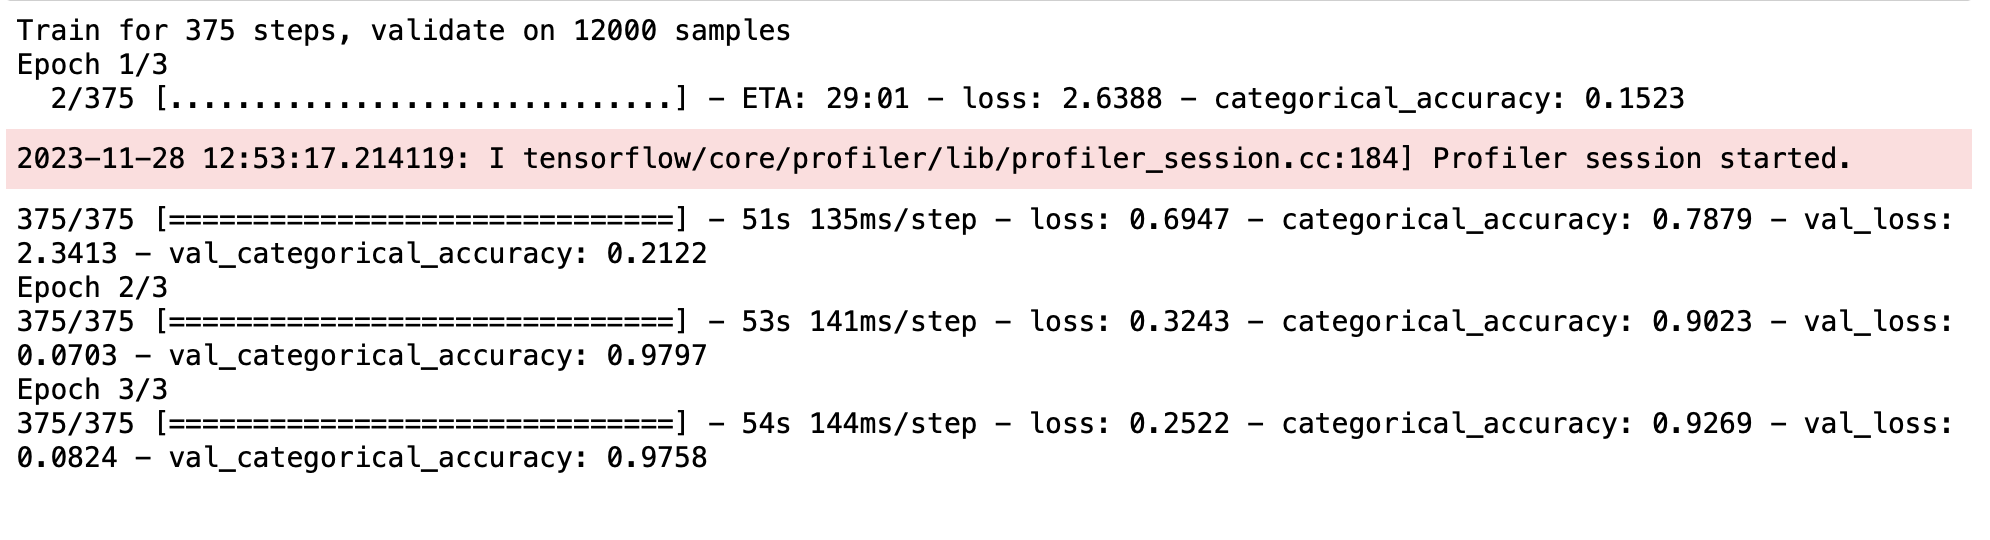 Train for 375 steps, validate on 12000 samples
Epoch 1/3
  2/375 [..............................] - ETA: 29:01 - loss: 2.6388 - categorical_accuracy: 0.1523
2023-11-28 12:53:17.214119: I tensorflow/core/profiler/lib/profiler_session.cc:184] Profiler session started.
375/375 [==============================] - 51s 135ms/step - loss: 0.6947 - categorical_accuracy: 0.7879 - val_loss:
2.3413 - val_categorical_accuracy: 0.2122
Epoch 2/3
375/375 [==============================] - 53s 141ms/step - loss: 0.3243 - categorical_accuracy: 0.9023 - val_loss:
0.0703 - val_categorical_accuracy: 0.9797
Epoch 3/3
375/375 [==============================] - 54s 144ms/step - loss: 0.2522 - categorical_accuracy: 0.9269 - val_loss:
0.0824 - val_categorical_accuracy: 0.9758